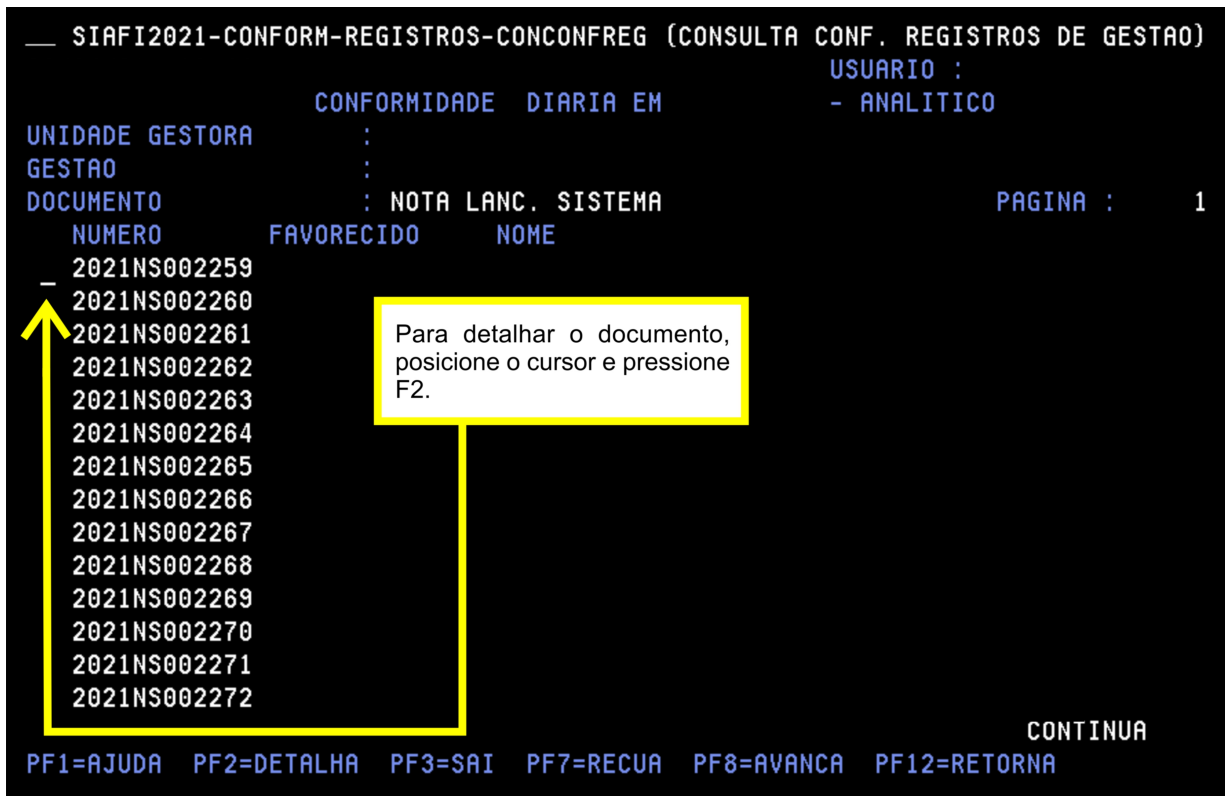 __ SIAFI2021-CONFORM-REGISTROS-CONCONFREG (CONSULTA CONF. REGISTROS DE GESTAO)
USUARIO :
CONFORMIDADE DIARIA EM - ANALITICO
UNIDADE GESTORA :
GESTAO :
DOCUMENTO : NOTA LANC. SISTEMA PAGINA : 1
NUMERO FAVORECIDO NOME
_ 2021NS002259
2021NS002260
2021NS002261
2021NS002262
2021NS002263
2021NS002264
2021NS002265
2021NS002266
2021NS002267
2021NS002268
2021NS002269
2021NS002270
2021NS002271
2021NS002272
Para detalhar o documento,
posicione o cursor e pressione
F2.
CONTINUA
PF1=AJUDA PF2=DETALHA PF3=SAI PF7=RECUA PF8=AVANCA PF12=RETORNA